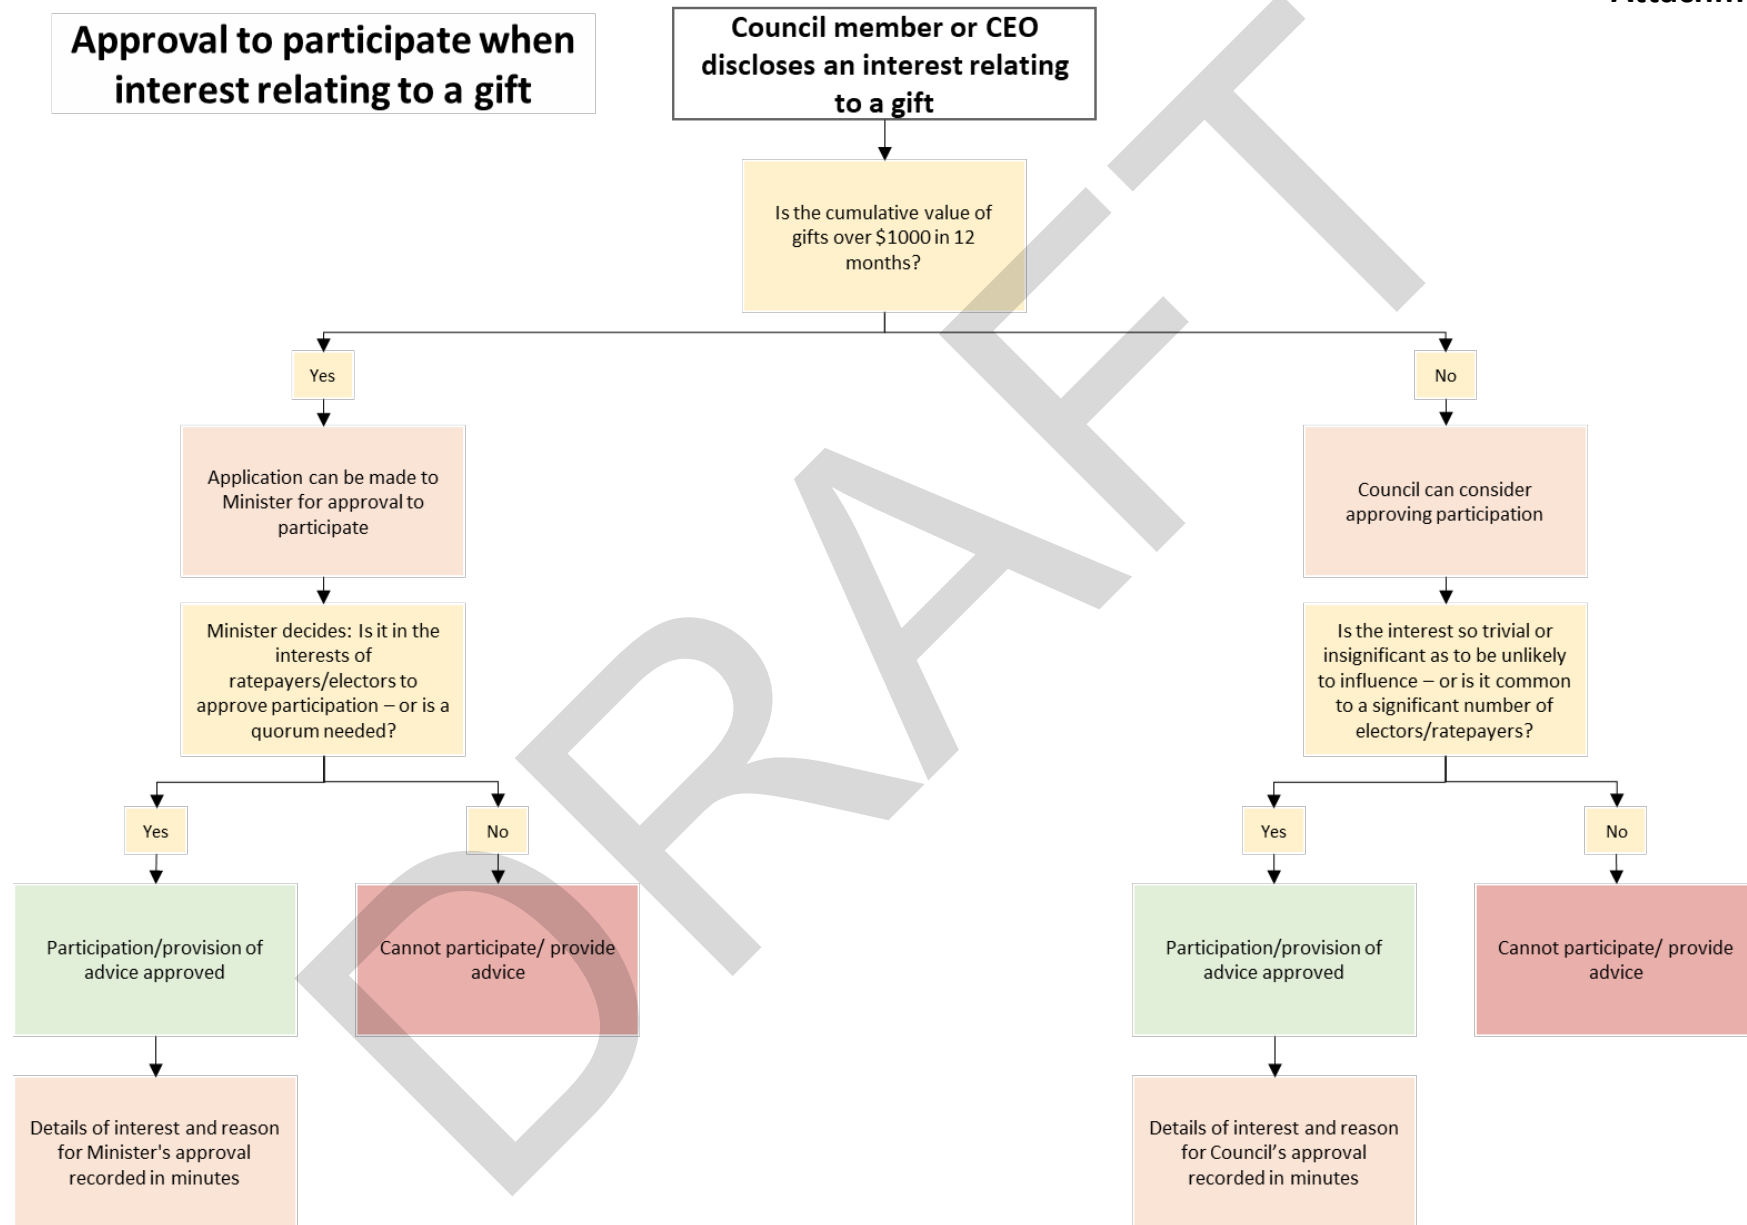 Approval to participate when
interest relating to a gift
Council member or CEO
discloses an interest relating
to a gift
Is the cumulative value of
gifts over $1000 in 12
months?
Yes
No
Application can be made to
Minister for approval to
participate
Council can consider
approving participation
Minister decides: Is it in the
interests of
ratepayers/electors to
approve participation – or is a
quorum needed?
Is the interest so trivial or
insignificant as to be unlikely
to influence – or is it common
to a significant number of
electors/ratepayers?
Yes
No
Yes
No
Participation/provision of
advice approved
Cannot participate/ provide
advice
Participation/provision of
advice approved
Cannot participate/ provide
advice
Details of interest and reason
for Minister's approval
recorded in minutes
Details of interest and reason
for Council’s approval
recorded in minutes
DRAFT